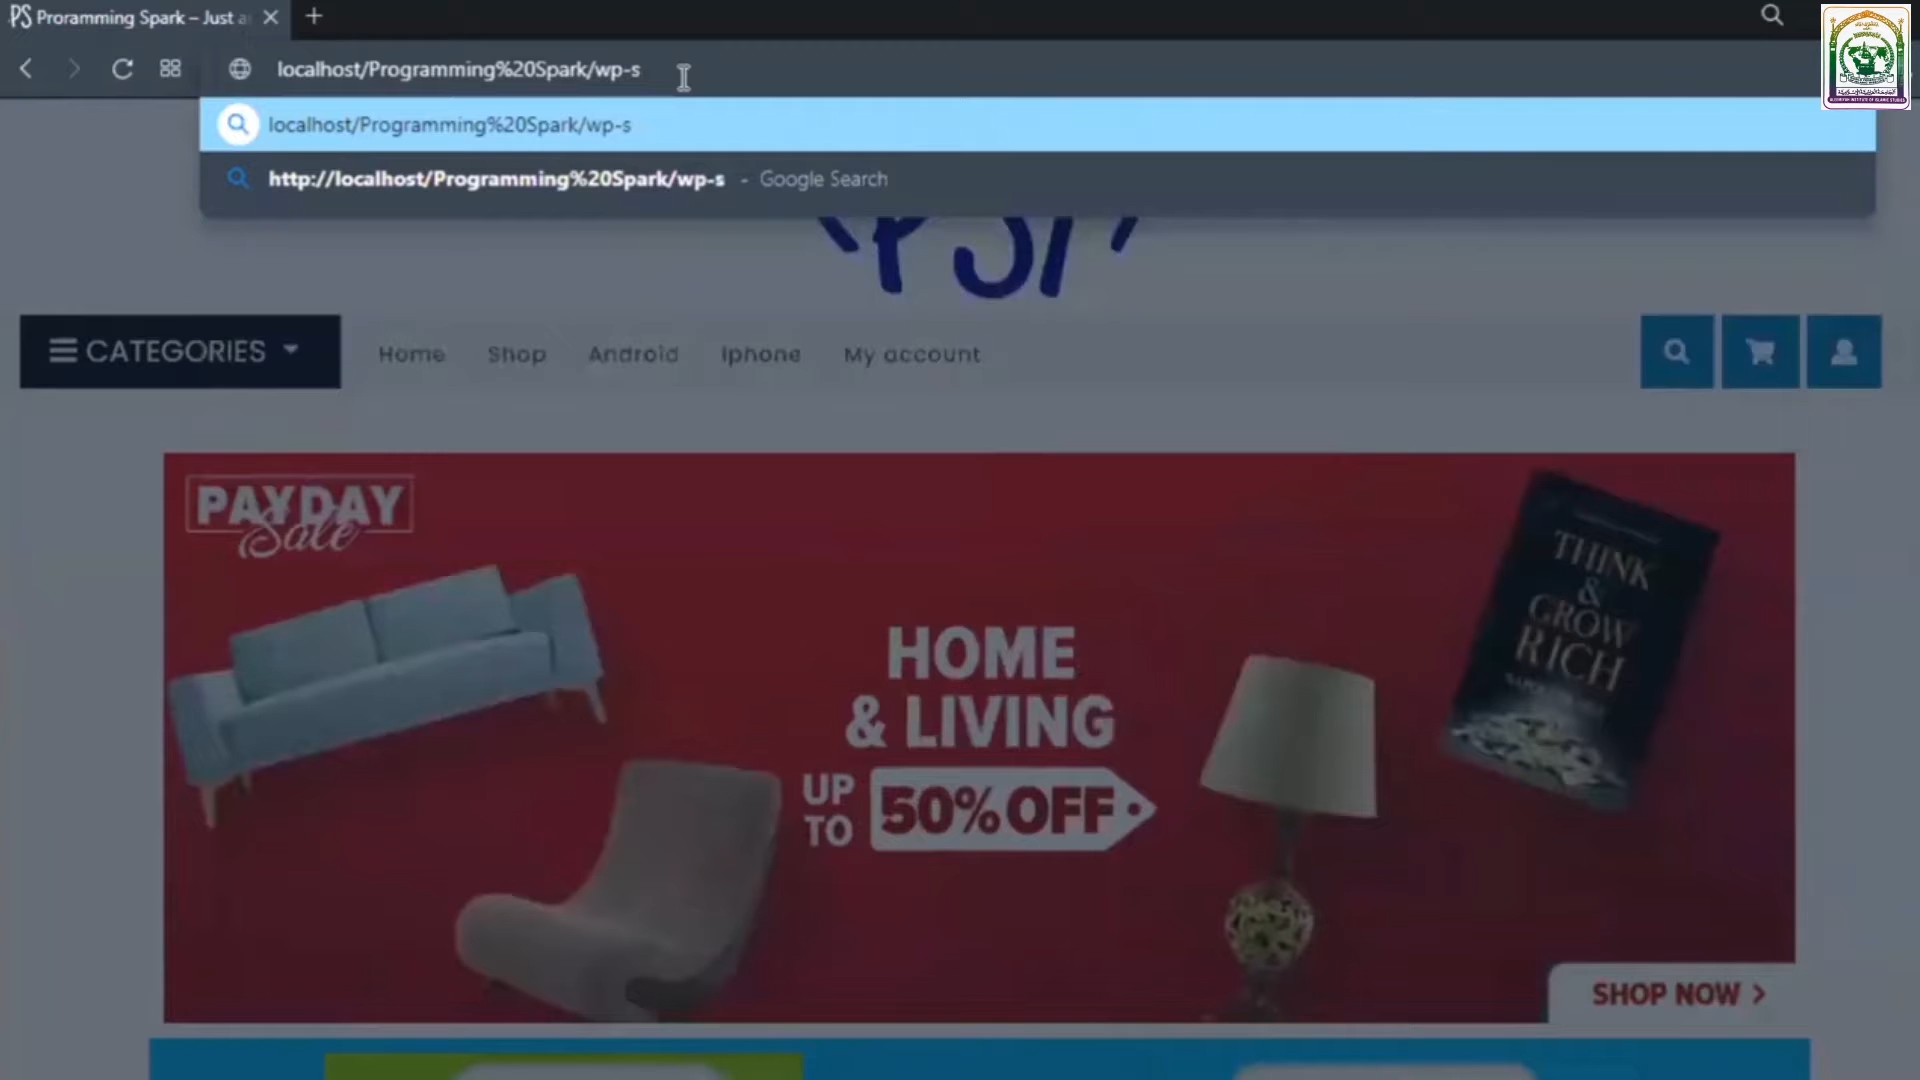 PS Proramming Spark – Just a
localhost/Programming%20Spark/wp-s
localhost/Programming%20Spark/wp-s
http://localhost/Programming%20Spark/wp-s - Google Search
CATEGORIES
Home
Shop
Android
Iphone
My account
PAYDAY
Sale
THINK
&
GROW
RICH
HOME
& LIVING
UP
TO
50% OFF
SHOP NOW >